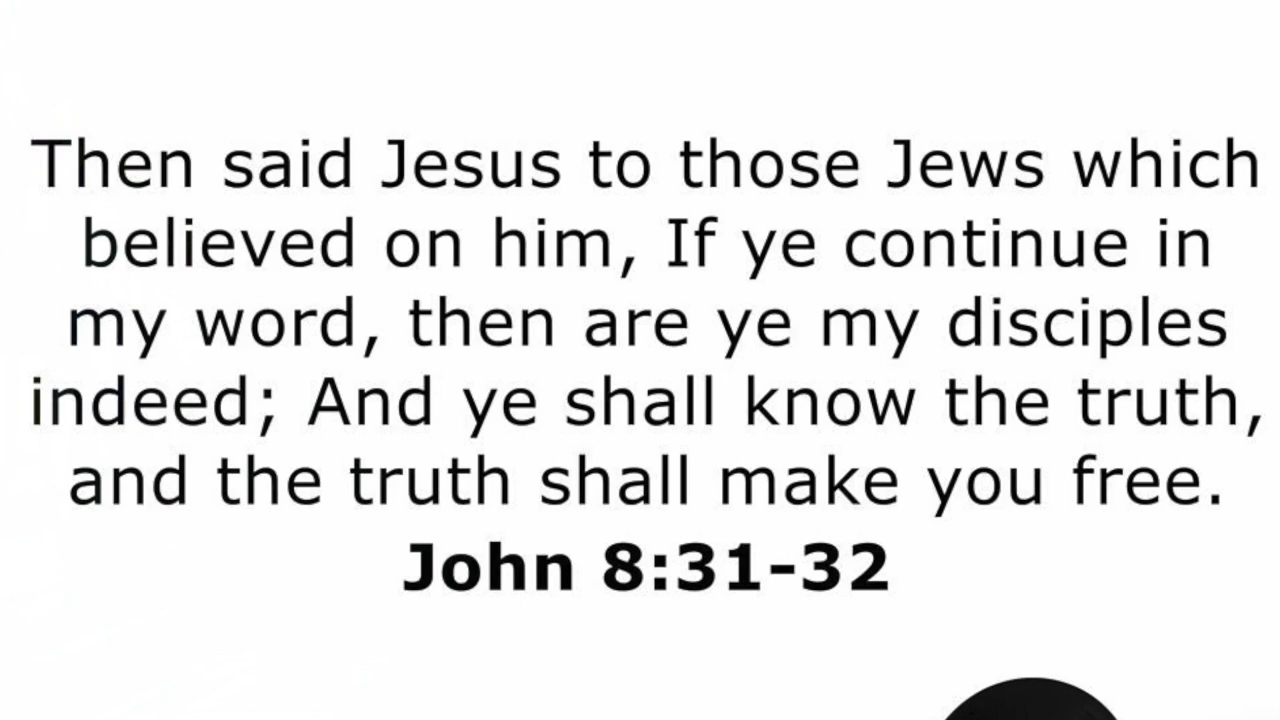 Then said Jesus to those Jews which
believed on him, If ye continue in
my word, then are ye my disciples
indeed; And ye shall know the truth,
and the truth shall make you free.
John 8:31-32